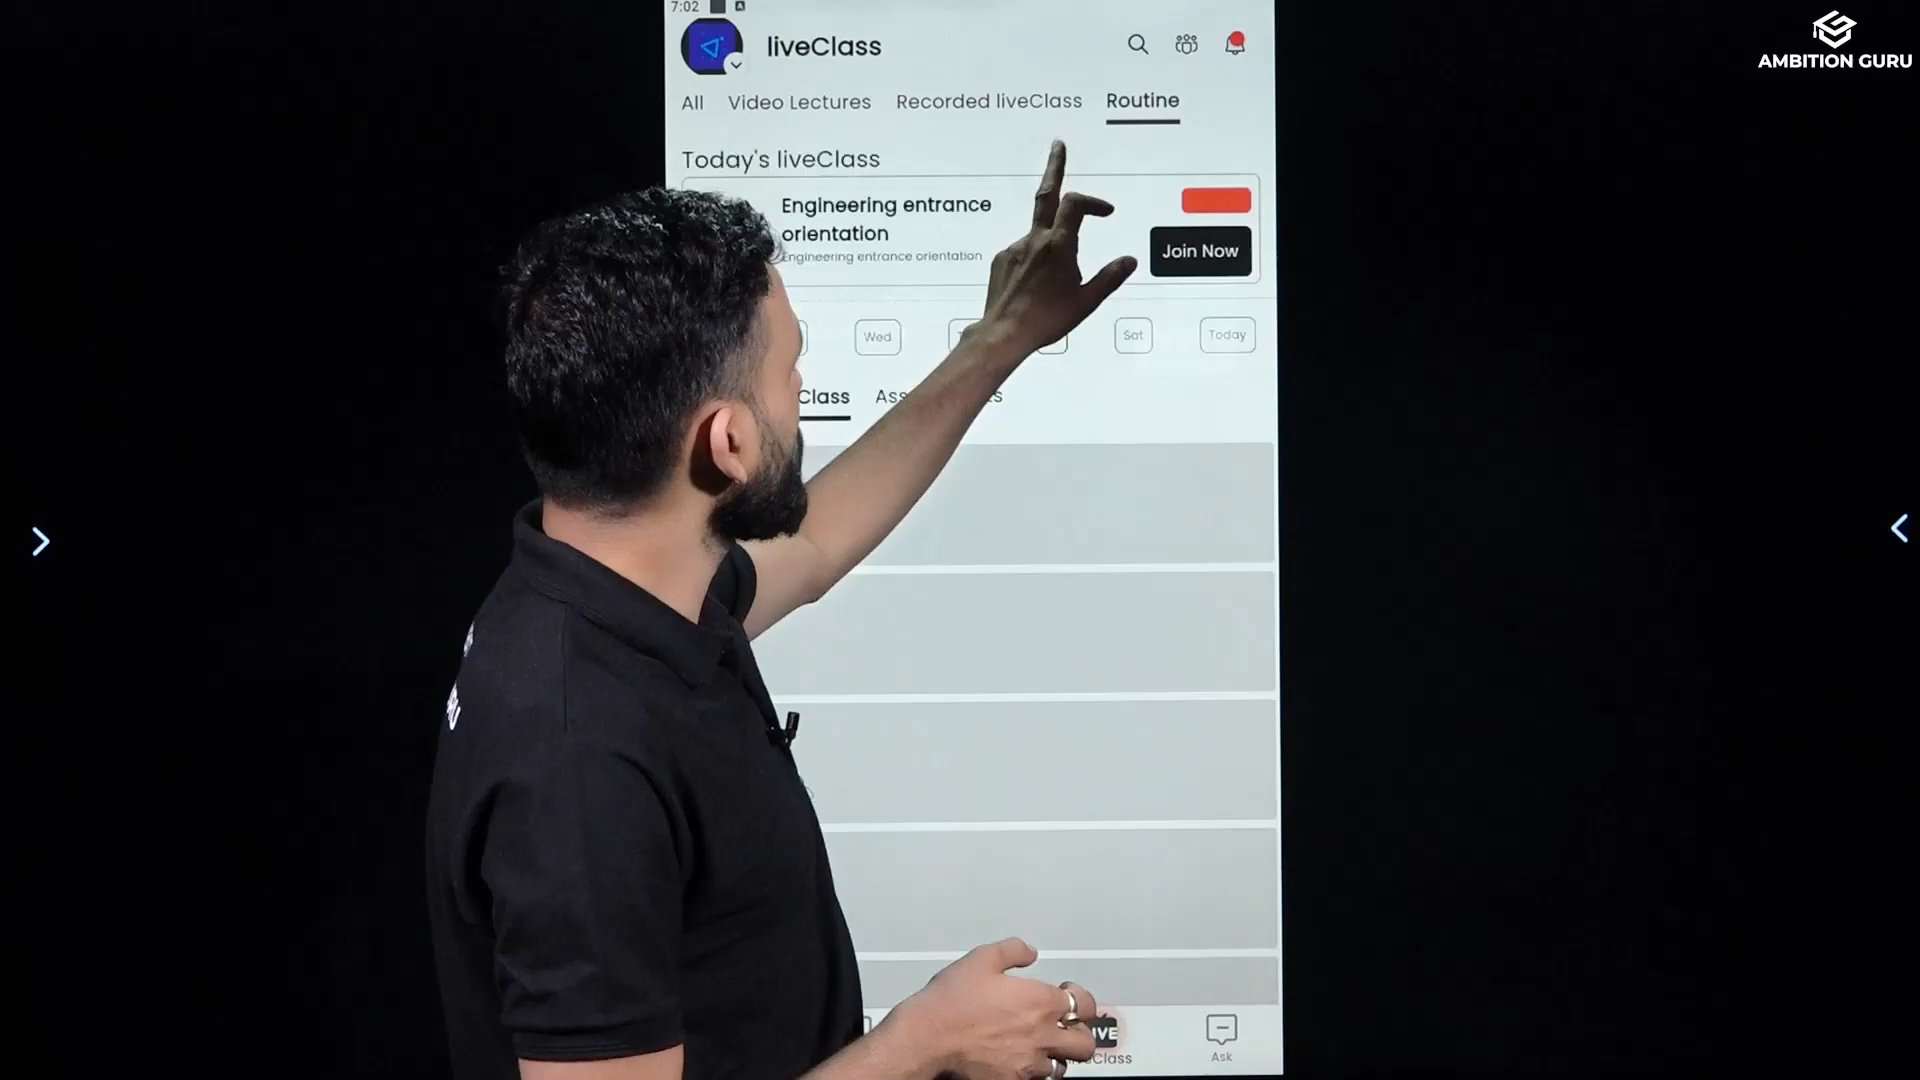 7:02
AMBITION GURU
liveClass
All Video Lectures Recorded liveClass Routine
Today's liveClass
Engineering entrance
orientation
Engineering entrance orientation
Join Now
Wed Sat Today
Class
Ask